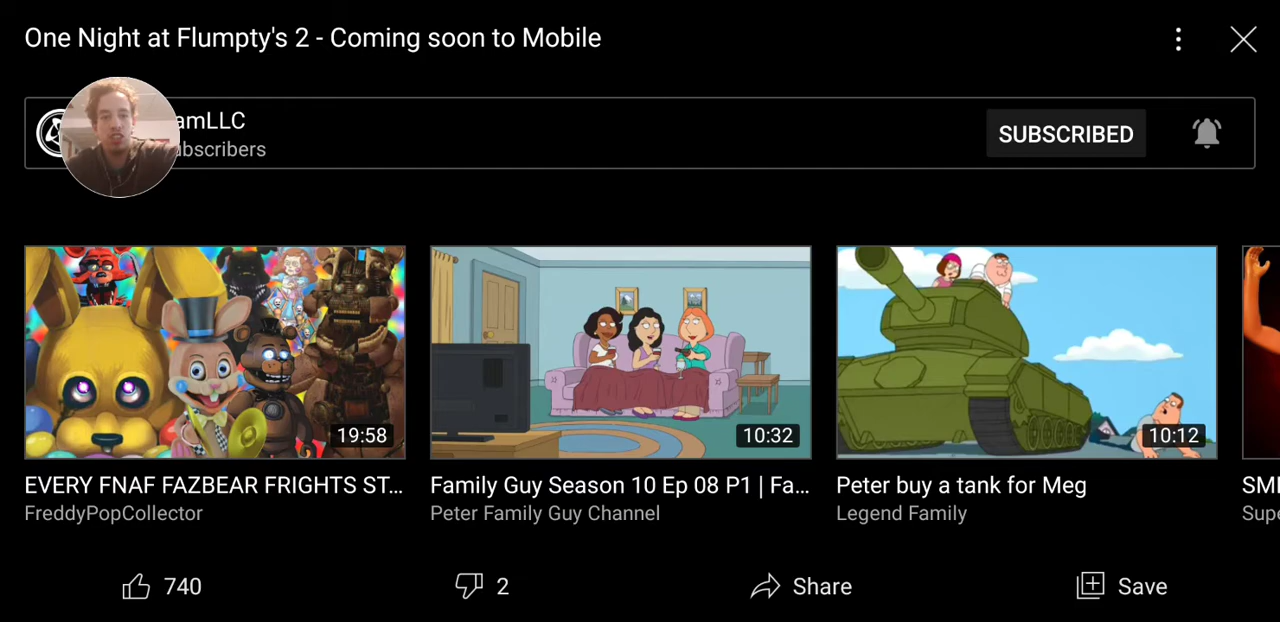 One Night at Flumpty's 2 - Coming soon to Mobile
amLLC
SUBSCRIBED
19:58
10:32
10:12
EVERY FNAF FAZBEAR FRIGHTS ST...
Family Guy Season 10 Ep 08 P1 | Fa...
Peter buy a tank for Meg
FreddyPopCollector
Peter Family Guy Channel
Legend Family
740
2
Share
Save